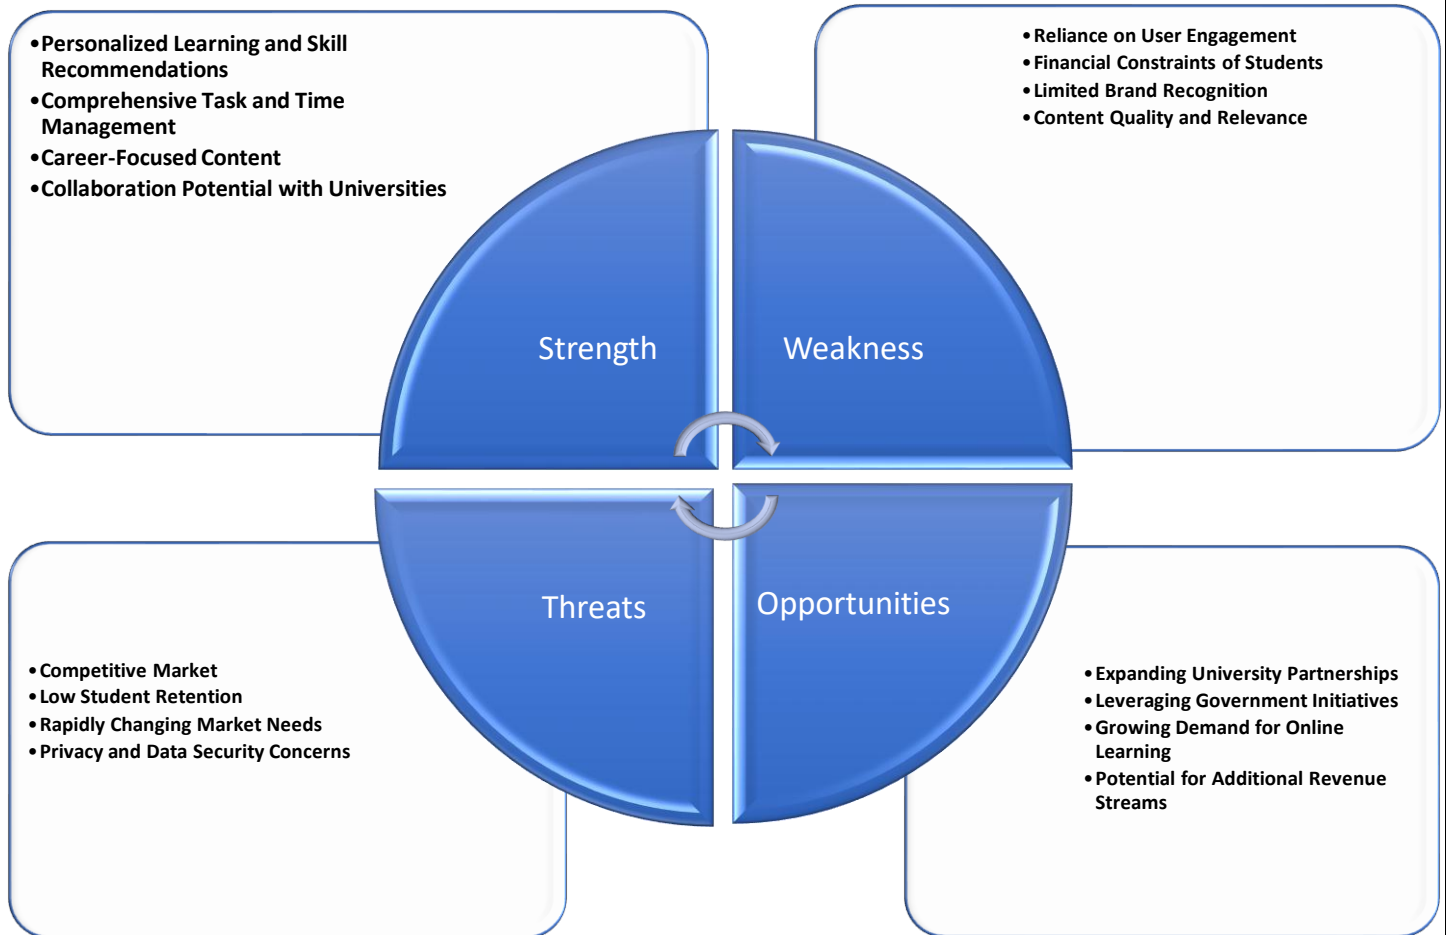 •Personalized Learning and Skill
Recommendations
•Comprehensive Task and Time
Management
•Career-Focused Content
•Collaboration Potential with Universities
•Reliance on User Engagement
•Financial Constraints of Students
•Limited Brand Recognition
•Content Quality and Relevance
Strength
Weakness
Threats
Opportunities
•Competitive Market
•Low Student Retention
•Rapidly Changing Market Needs
•Privacy and Data Security Concerns
•Expanding University Partnerships
•Leveraging Government Initiatives
•Growing Demand for Online
Learning
•Potential for Additional Revenue
Streams